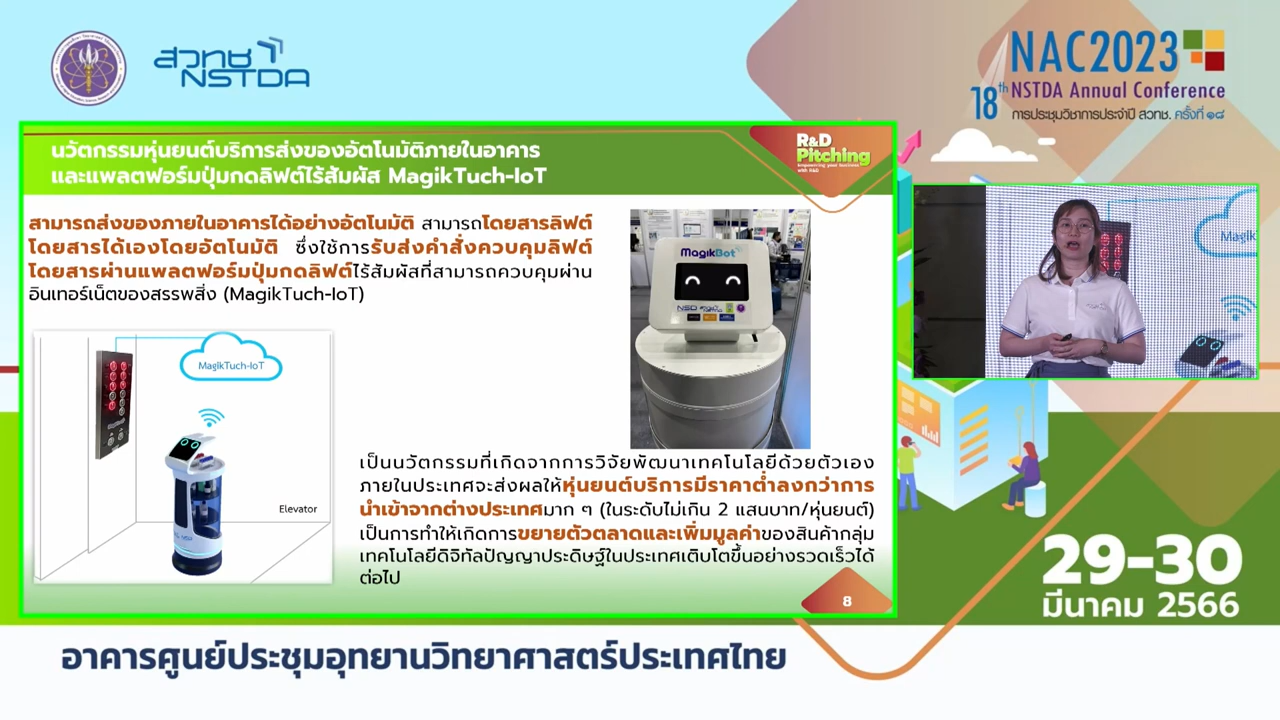 สวทช
NSTDA
NAC2023
18th NSTDA Annual Conference
การประชุมวิชาการประจำปี สวทช. ครั้งที่ ๑๘
นวัตกรรมหุ่นยนต์บริการส่งของอัตโนมัติภายในอาคาร
และแพลตฟอร์มปุ่มกดลิฟต์ไร้สัมผัส MagikTuch-IoT
R&D
Pitching
Empowering your business
with R&D
สามารถส่งของภายในอาคารได้อย่างอัตโนมัติ สามารถโดยสารลิฟต์
โดยสารได้เองโดยอัตโนมัติ ซึ่งใช้การรับส่งคำสั่งควบคุมลิฟต์
โดยสารผ่านแพลตฟอร์มปุ่มกดลิฟต์ไร้สัมผัสที่สามารถควบคุมผ่าน
อินเทอร์เน็ตของสรรพสิ่ง (MagikTuch-IoT)
MagikBot
NSD
MagikTuch-IoT
Elevator
Magik
เป็นนวัตกรรมที่เกิดจากการวิจัยพัฒนาเทคโนโลยีด้วยตัวเอง
ภายในประเทศจะส่งผลให้หุ่นยนต์บริการมีราคาต่ำลงกว่าการ
นำเข้าจากต่างประเทศมาก ๆ (ในระดับไม่เกิน 2 แสนบาท/หุ่นยนต์)
เป็นการทำให้เกิดการขยายตัวตลาดและเพิ่มมูลค่าของสินค้ากลุ่ม
เทคโนโลยีดิจิทัลปัญญาประดิษฐ์ในประเทศเติบโตขึ้นอย่างรวดเร็วได้
ต่อไป
8
29-30
มีนาคม 2566
อาคารศูนย์ประชุมอุทยานวิทยาศาสตร์ประเทศไทย